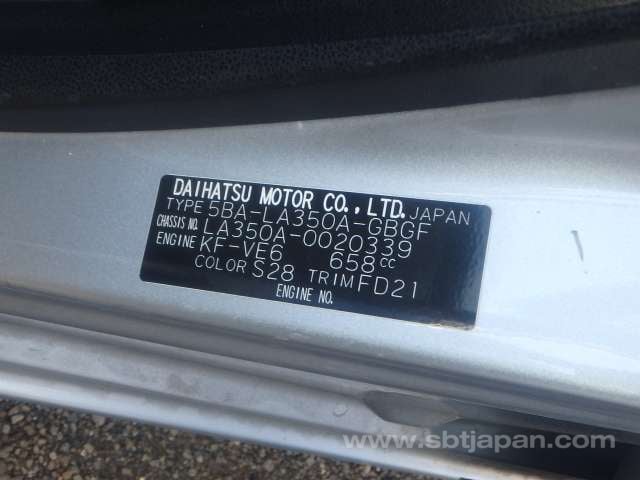 DAIHATSU MOTOR CO., LTD. JAPAN
TYPE 5BA-LA350A-GBGF
CHASSIS NO. LA350A-0020339
ENGINE KF-VE6 658cc
COLOR S28 TRIM FD21
ENGINE NO.
www.sbtjapan.com